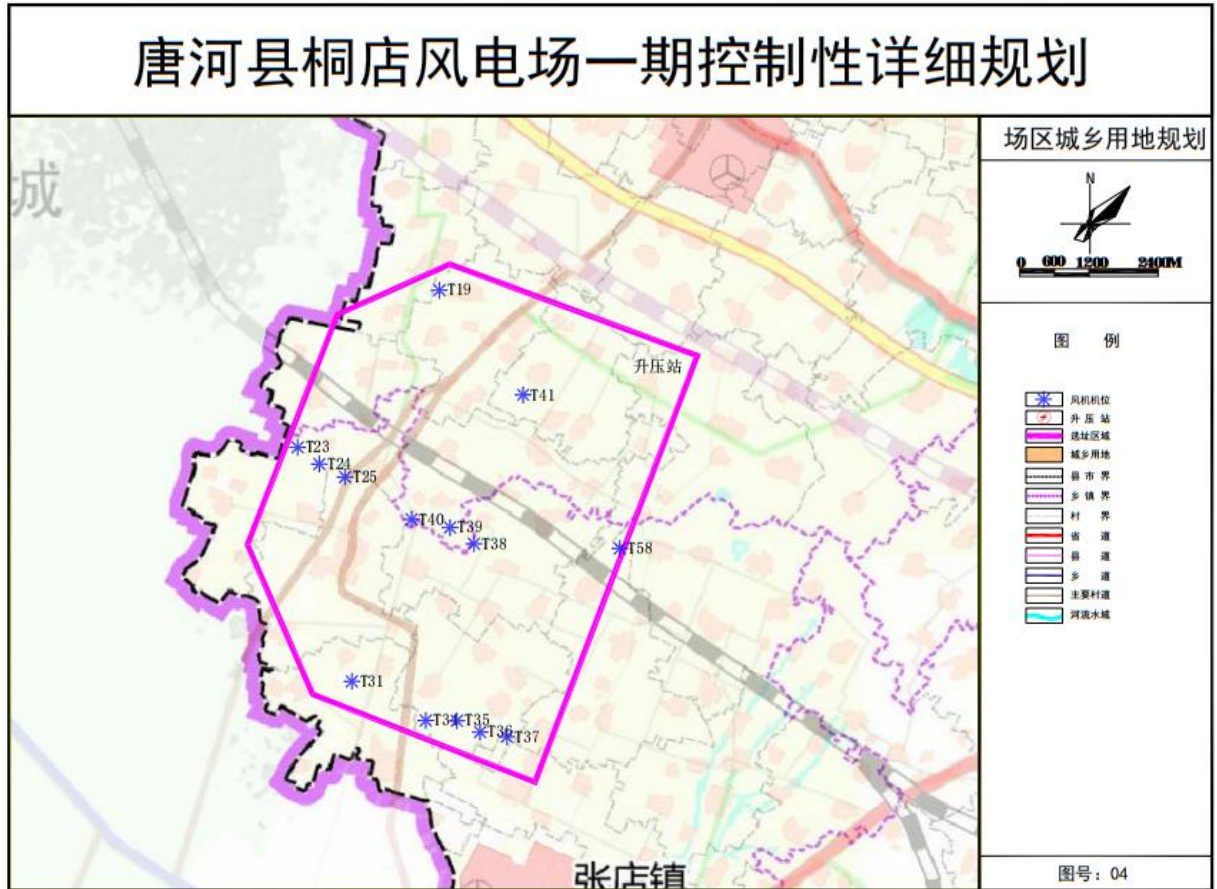 唐河县桐店风电场一期控制性详细规划
场区城乡用地规划
N
0 600 1200 2400M
图 例
风机机位
升压站
选址区域
城乡用地
县市界
乡镇界
村界
省道
县道
乡道
主要村道
河流水域
图号：04
城
T19
升压站
T41
T23
T24
T25
T40
T39
T38
T58
T31
T35
T36
T37
张店镇